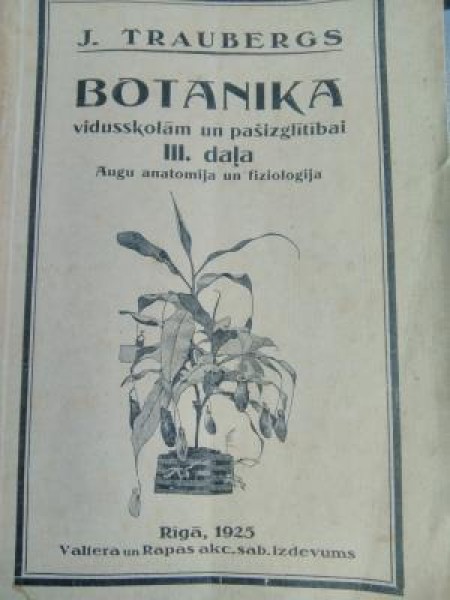 J. TRAUBERGS
BOTANIKA
vidusskolām un pašizglītībai
III. daļa
Augu anatomija un fizioloģija
Rīgā, 1925
Valtera un Rapas akc. sab. izdevums